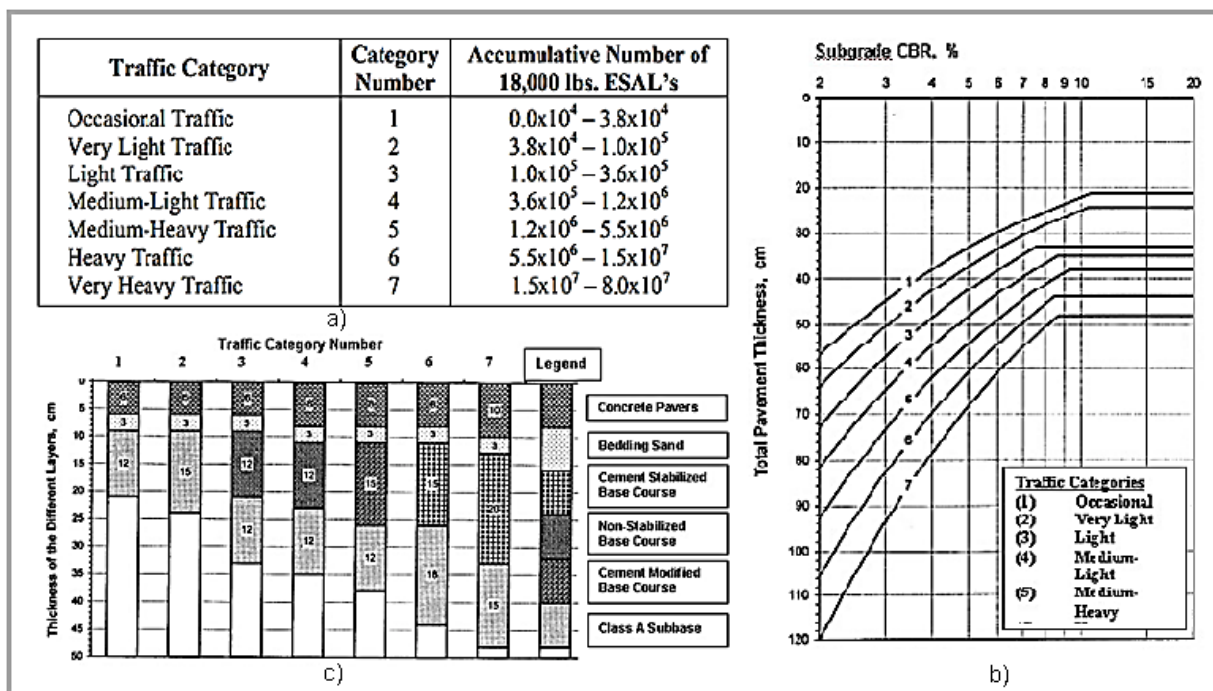 Traffic Category
Category Number
Accumulative Number of 18,000 lbs. ESAL's
Occasional Traffic 1 0.0x10⁴ – 3.8x10⁴
Very Light Traffic 2 3.8x10⁴ – 1.0x10⁵
Light Traffic 3 1.0x10⁵ – 3.6x10⁵
Medium-Light Traffic 4 3.6x10⁵ – 1.2x10⁶
Medium-Heavy Traffic 5 1.2x10⁶ – 5.5x10⁶
Heavy Traffic 6 5.5x10⁶ – 1.5x10⁷
Very Heavy Traffic 7 1.5x10⁷ – 8.0x10⁷
a)
Traffic Category Number
1 2 3 4 5 6 7
Legend
Thickness of the Different Layers, cm
0
5
10
15
20
25
30
35
40
45
50
6 6 6
10
3 3 3 3 3 3 3
12 15 12 12 15 15 20
12 12 12 18 15
Concrete Pavers
Bedding Sand
Cement Stabilized
Base Course
Non-Stabilized
Base Course
Cement Modified
Base Course
Class A Subbase
c)
Subgrade CBR, %
2 3 4 5 6 7 8 9 10 15 20
Total Pavement Thickness, cm
0
10
20
30
40
50
60
70
80
90
100
110
120
1
2
3
4
6
7
Traffic Categories
(1) Occasional
(2) Very Light
(3) Light
(4) Medium-
Light
(5) Medium-
Heavy
b)